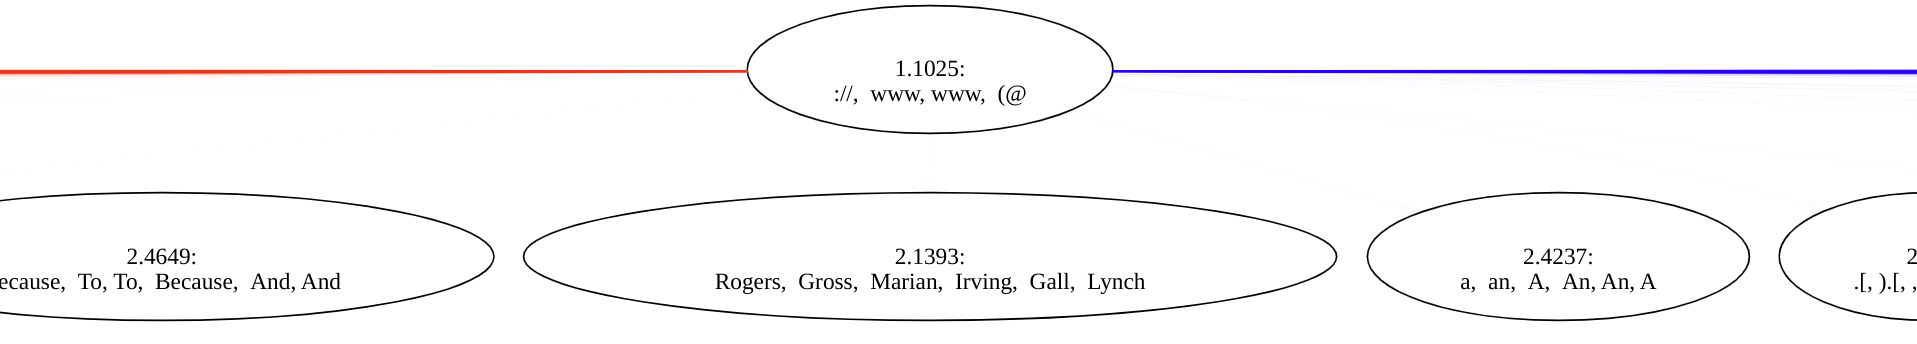 1.1025:
://, www, www, (@
2.4649:
To, To, Because, And, And
2.1393:
Rogers, Gross, Marian, Irving, Gall, Lynch
2.4237:
a, an, A, An, An, A
2
.[, ).[, ,